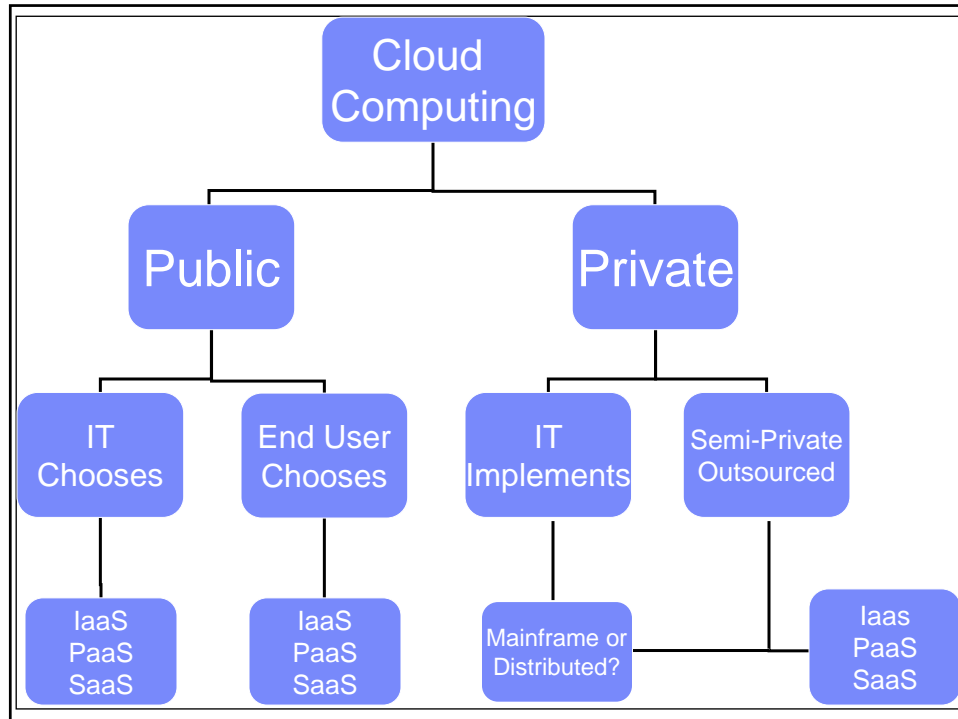 Cloud
Computing
Public
Private
IT
Chooses
End User
Chooses
IT
Implements
Semi-Private
Outsourced
IaaS
PaaS
SaaS
IaaS
PaaS
SaaS
Mainframe or
Distributed?
Iaas
PaaS
SaaS